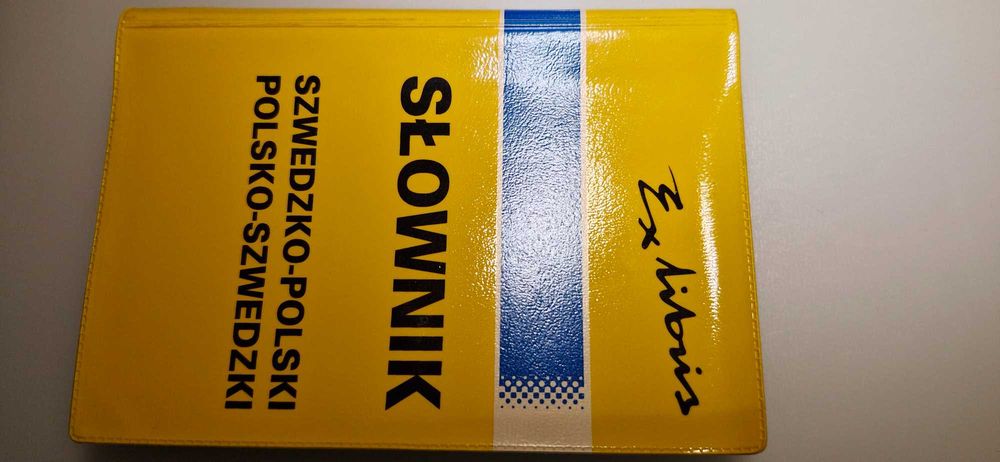 Ex libris
SŁOWNIK
SZWEDZKO-POLSKI
POLSKO-SZWEDZKI